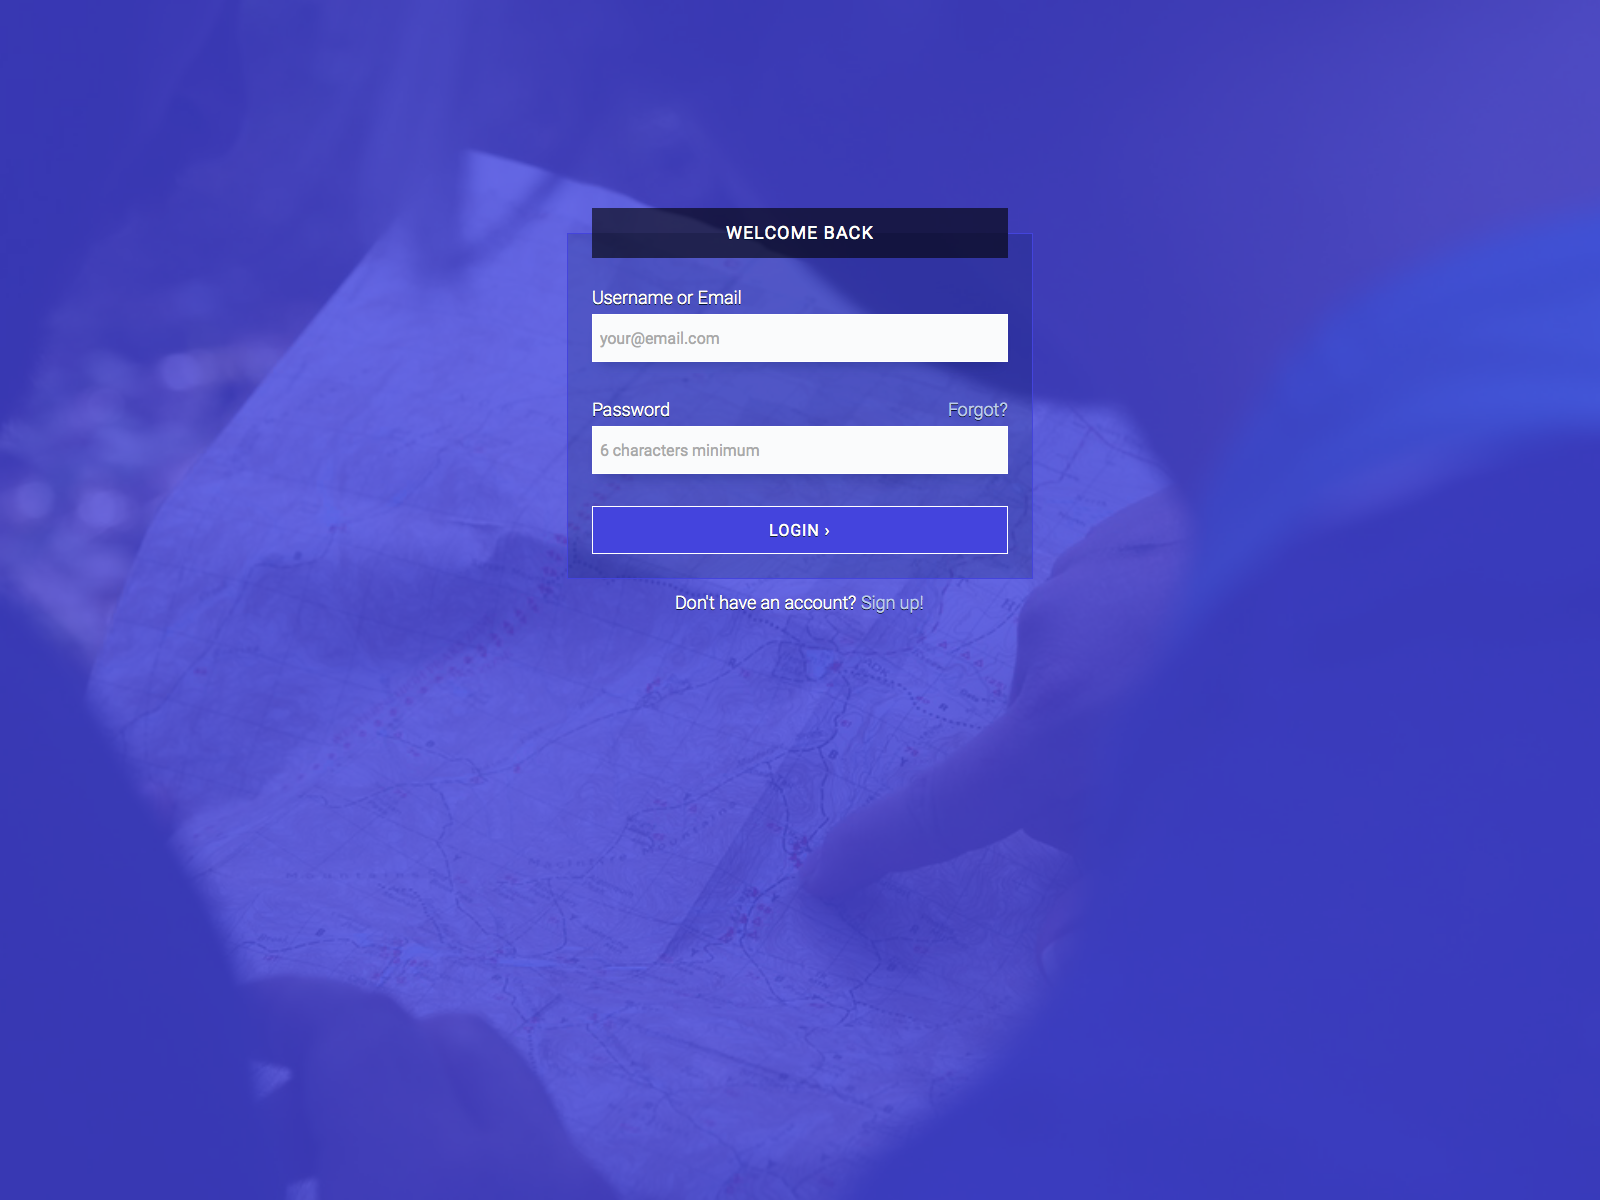 WELCOME BACK
Username or Email
your@email.com
Password Forgot?
6 characters minimum
LOGIN ›
Don't have an account? Sign up!